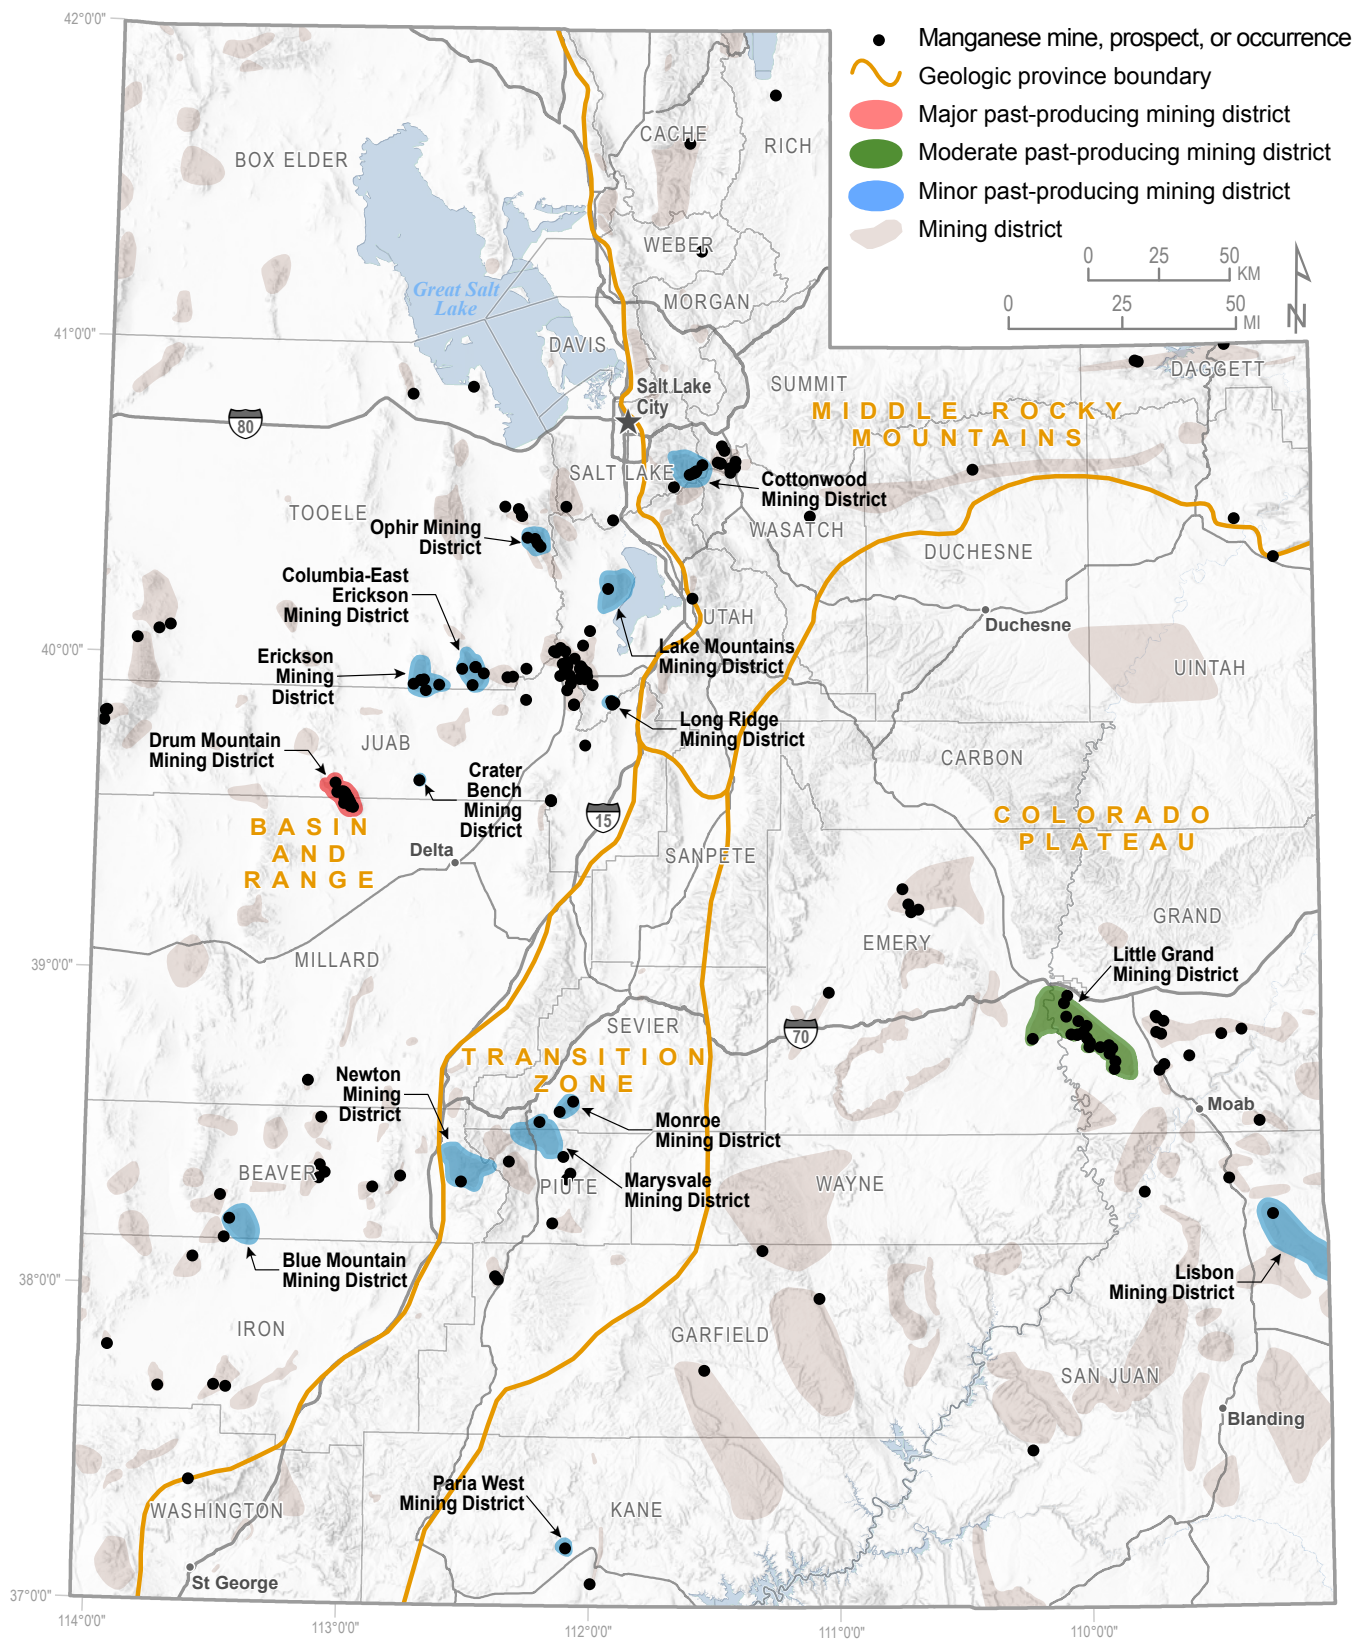 42°0'0"
Manganese mine, prospect, or occurrence
Geologic province boundary
Major past-producing mining district
Moderate past-producing mining district
Minor past-producing mining district
Mining district
0 25 50
KM
0 25 50
MI
N
CACHE
RICH
BOX ELDER
WEBER
Great Salt
Lake
MORGAN
41°0'0"
DAVIS
DAGGETT
Salt Lake
City
SUMMIT
MIDDLE ROCKY
MOUNTAINS
80
SALT LAKE
Cottonwood
Mining District
TOOELE
Ophir Mining
District
WASATCH
DUCHESNE
Columbia-East
Erickson
Mining District
UTAH
Duchesne
40°0'0"
Lake Mountains
Mining District
Erickson
Mining
District
UINTAH
Long Ridge
Mining District
Drum Mountain
Mining District
JUAB
CARBON
Crater
Bench
Mining
District
15
BASIN
AND
RANGE
COLORADO
PLATEAU
Delta
SANPETE
GRAND
EMERY
MILLARD
39°0'0"
Little Grand
Mining District
SEVIER
70
TRANSITION
ZONE
Newton
Mining
District
Moab
Monroe
Mining District
BEAVER
PIUTE
Marysvale
Mining District
WAYNE
Blue Mountain
Mining District
Lisbon
Mining District
38°0'0"
IRON
GARFIELD
SAN JUAN
Blanding
Paria West
Mining District
WASHINGTON
KANE
St George
37°0'0"
114°0'0"
113°0'0"
112°0'0"
111°0'0"
110°0'0"